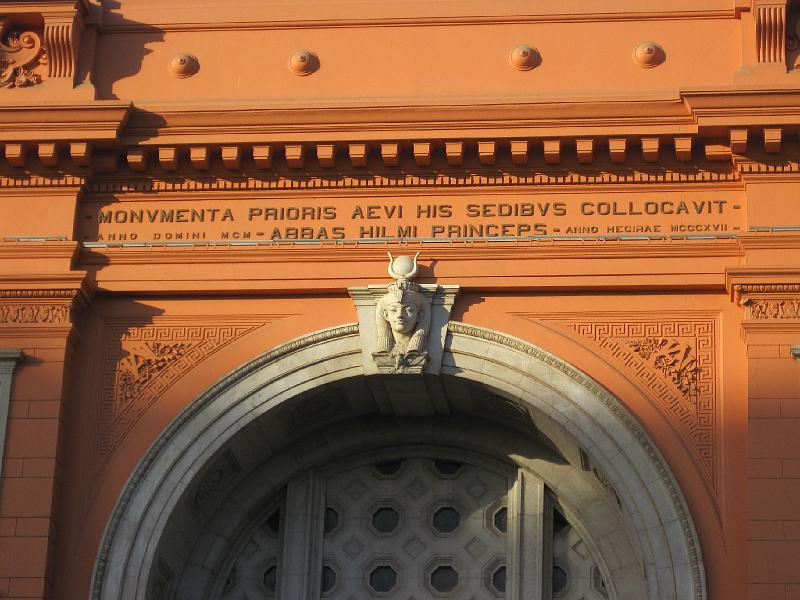 -MONVMENTA PRIORIS AEVI HIS SEDIBVS COLLOCAVIT-
ANNO DOMINI MCM-ABBAS HILMI PRINCEPS-ANNO HEGIRAE MCCCXVII-